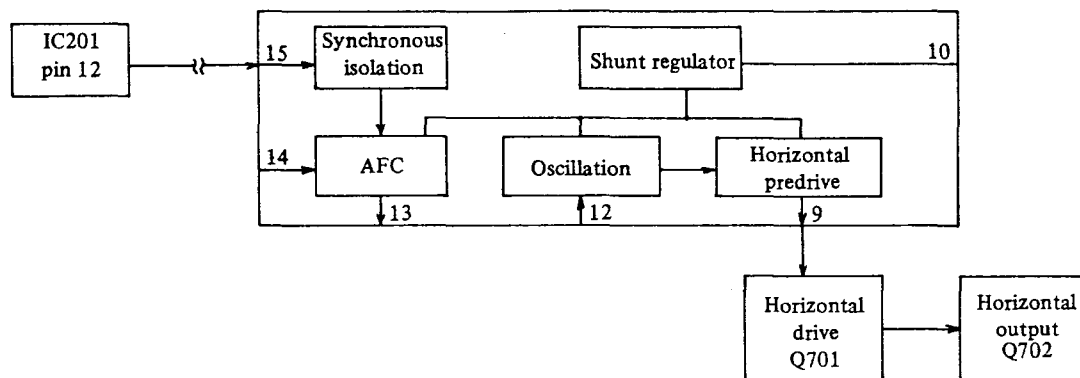 IC201
pin 12
15
Synchronous
isolation
Shunt regulator
10
14
AFC
Oscillation
Horizontal
predrive
13
12
9
Horizontal
drive
Q701
Horizontal
output
Q702